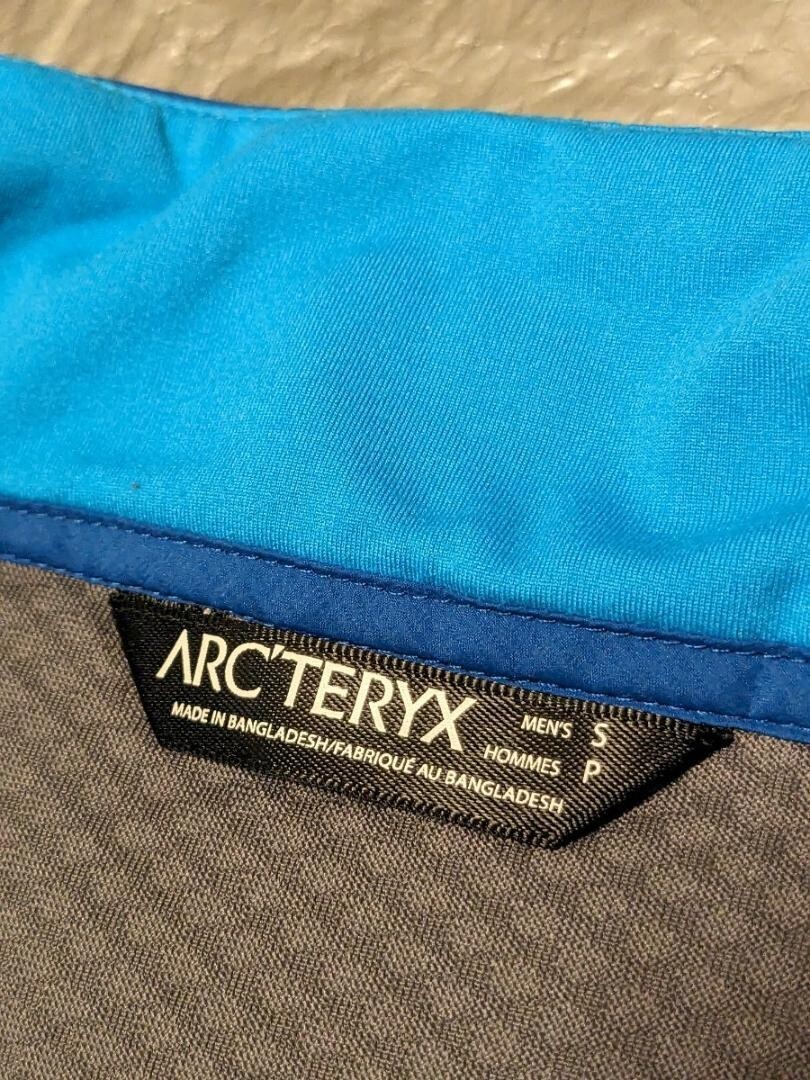 ARC'TERYX
MEN'S S
HOMMES P
MADE IN BANGLADESH/FABRIQUÉ AU BANGLADESH